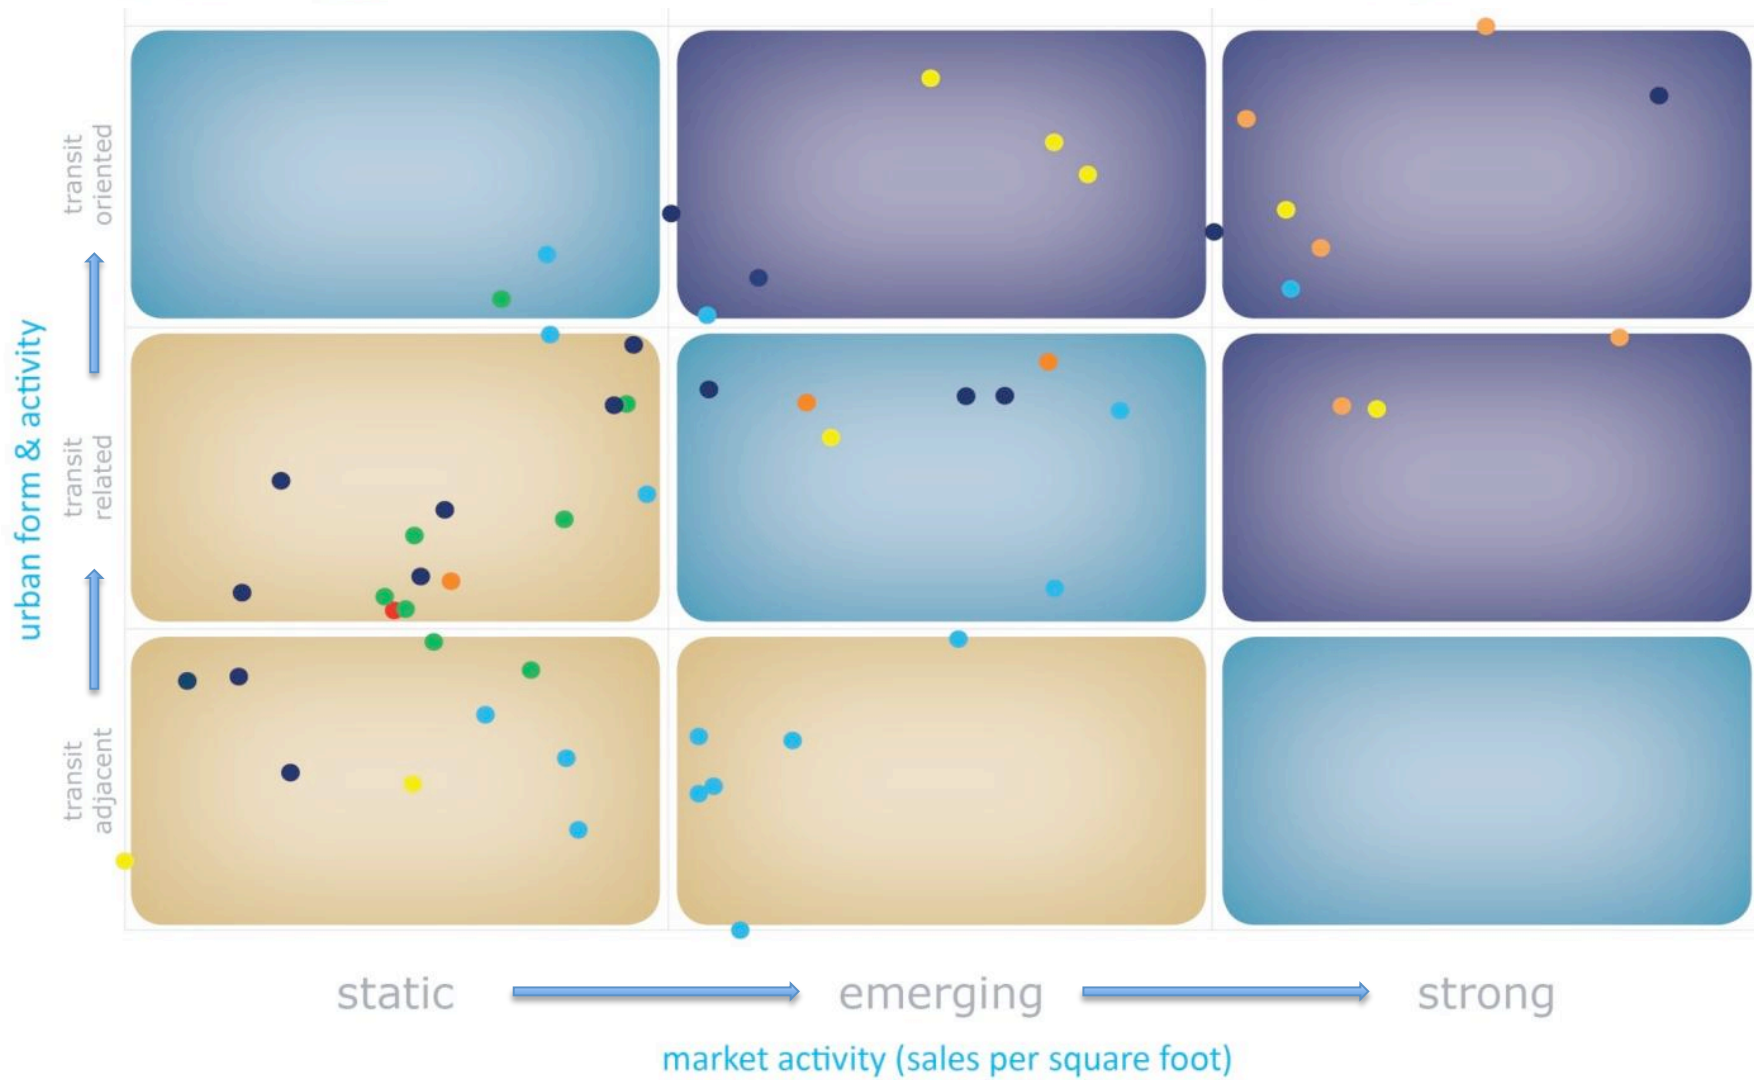 urban form & activity
transit
oriented
transit
related
transit
adjacent
static
emerging
strong
market activity (sales per square foot)